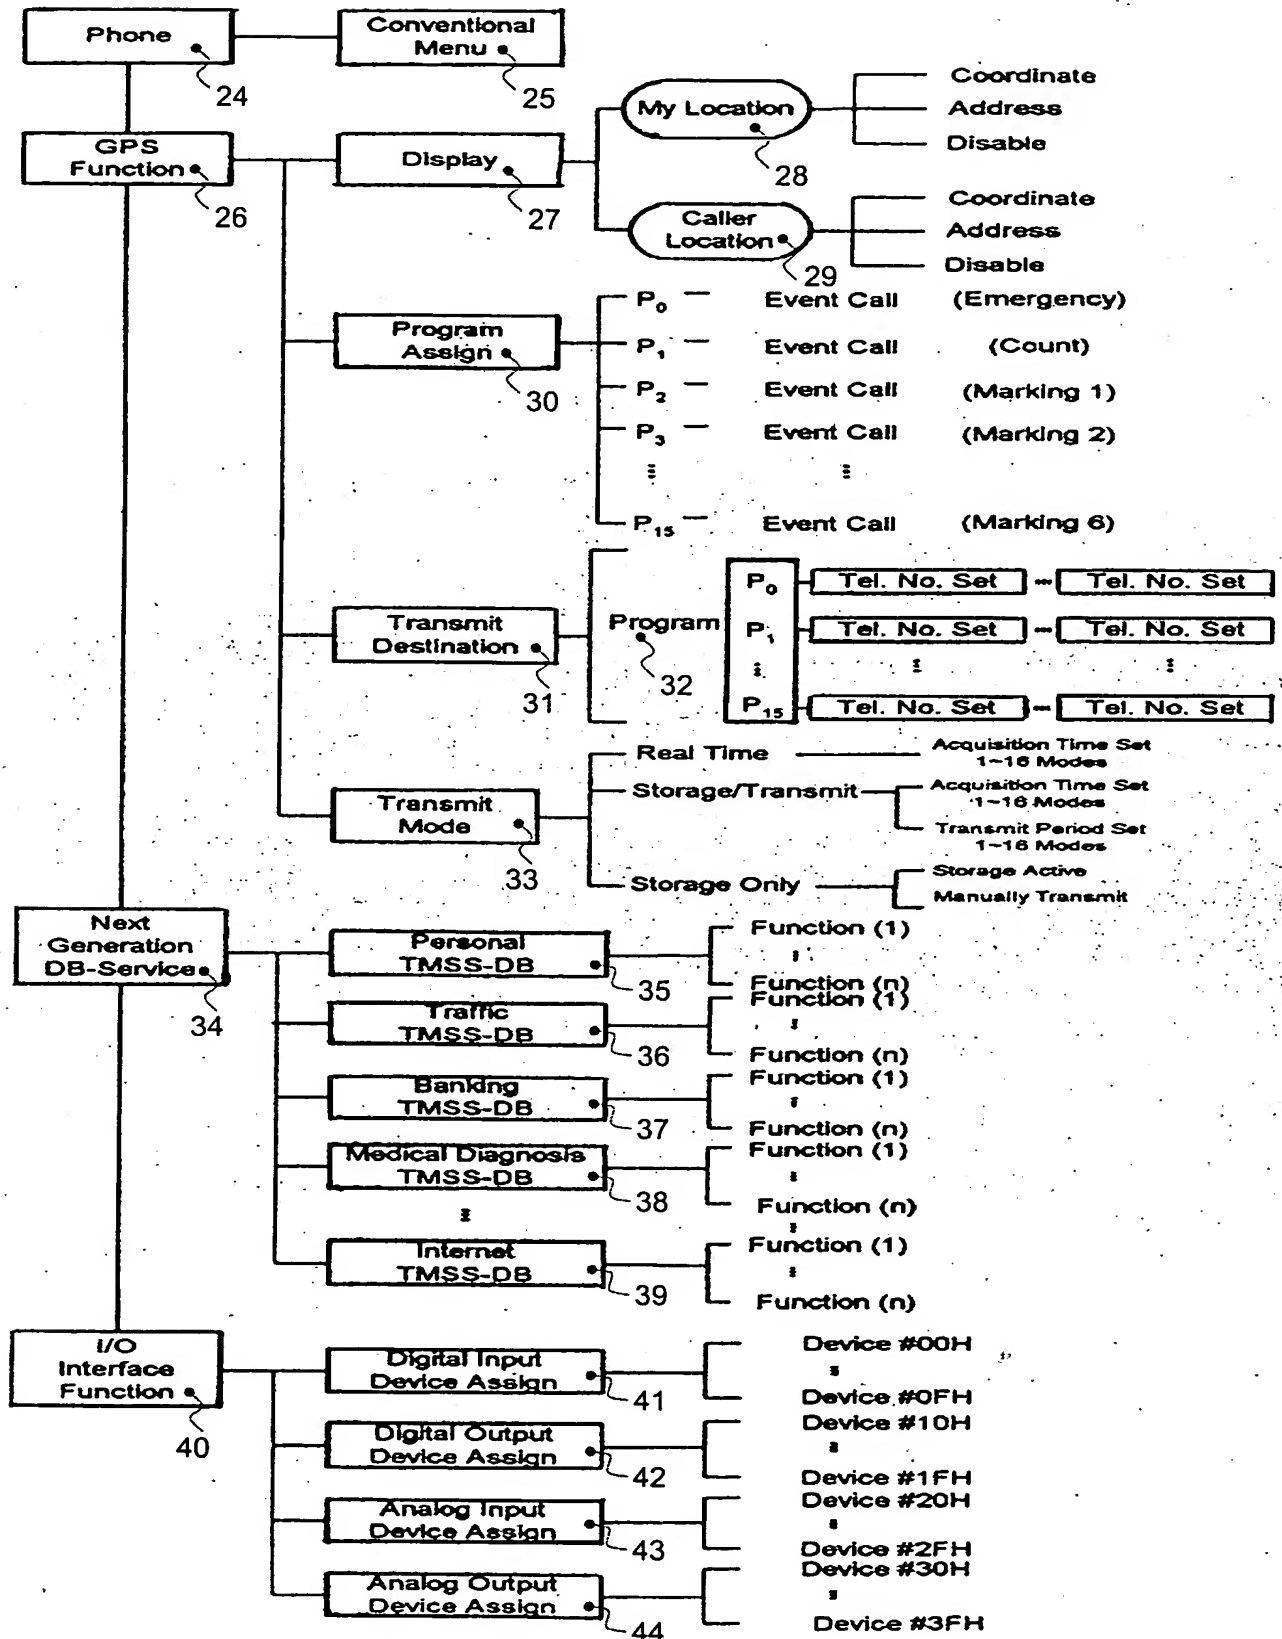 Phone
24
Conventional
Menu
25
GPS
Function
26
Display
27
My Location
28
Coordinate
Address
Disable
Caller
Location
29
Coordinate
Address
Disable
Program
Assign
30
P0 — Event Call (Emergency)
P1 — Event Call (Count)
P2 — Event Call (Marking 1)
P3 — Event Call (Marking 2)
P15 — Event Call (Marking 6)
Transmit
Destination
31
Program
32
P0 Tel. No. Set --- Tel. No. Set
P1 Tel. No. Set --- Tel. No. Set
P15 Tel. No. Set --- Tel. No. Set
Transmit
Mode
33
Real Time
Acquisition Time Set
1~16 Modes
Storage/Transmit
Acquisition Time Set
1~16 Modes
Transmit Period Set
1~16 Modes
Storage Only
Storage Active
Manually Transmit
Next
Generation
DB-Service
34
Personal
TMSS-DB
35
Function (1)
Function (n)
Traffic
TMSS-DB
36
Function (1)
Function (n)
Banking
TMSS-DB
37
Function (1)
Function (n)
Medical Diagnosis
TMSS-DB
38
Function (1)
Function (n)
Internet
TMSS-DB
39
Function (1)
Function (n)
I/O
Interface
Function
40
Digital Input
Device Assign
41
Device #00H
Device #0FH
Digital Output
Device Assign
42
Device #10H
Device #1FH
Analog Input
Device Assign
43
Device #20H
Device #2FH
Analog Output
Device Assign
44
Device #30H
Device #3FH